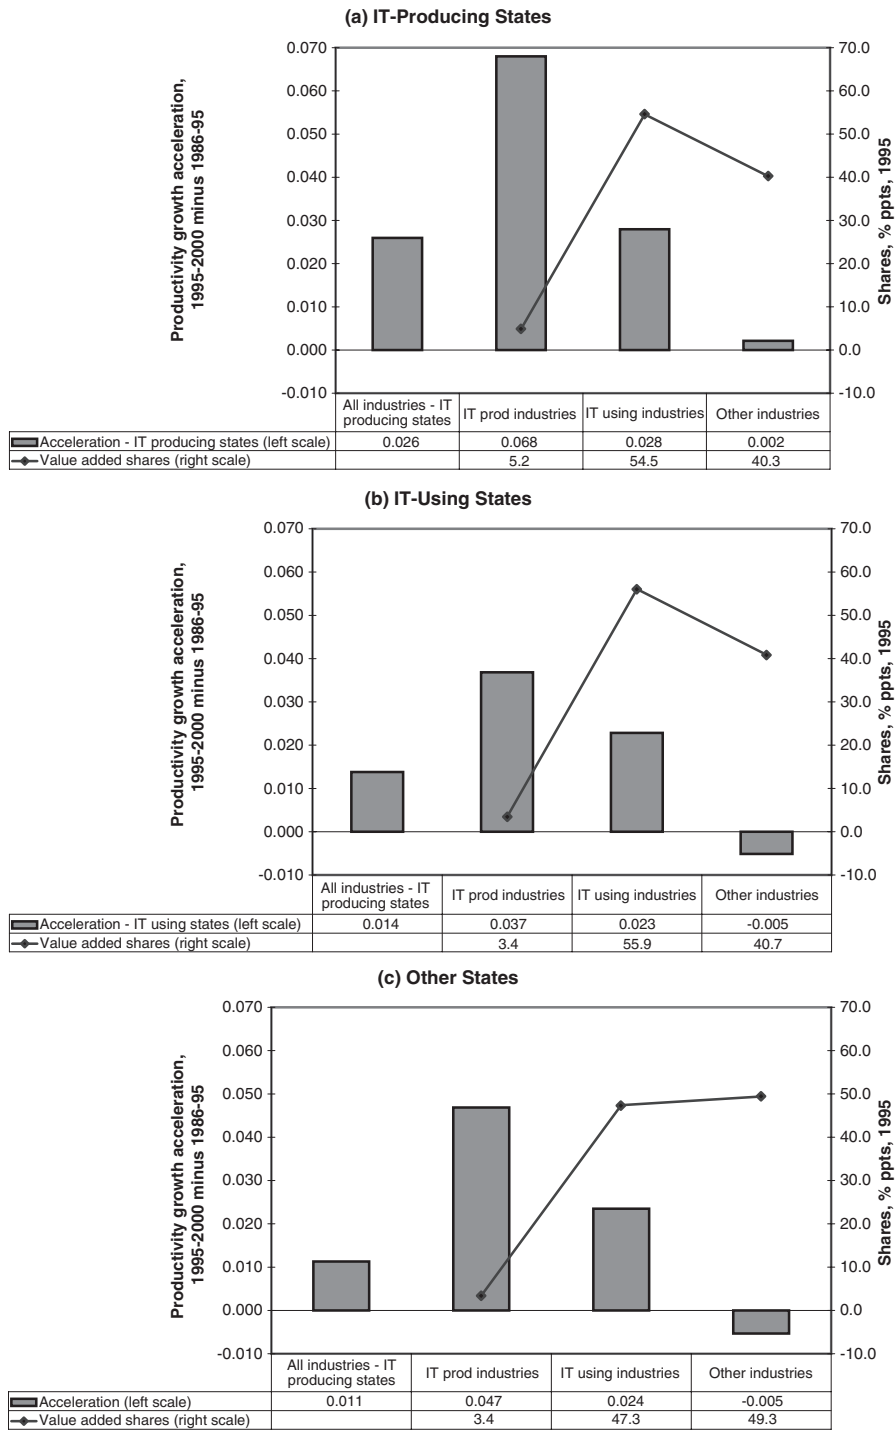 (a) IT-Producing States
Productivity growth acceleration,
1995-2000 minus 1986-95
0.070
0.060
0.050
0.040
0.030
0.020
0.010
0.000
-0.010
70.0
60.0
50.0
40.0
30.0
20.0
10.0
0.0
-10.0
Shares, % ppts, 1995
All industries - IT
producing states
IT prod industries
IT using industries
Other industries
Acceleration - IT producing states (left scale) 0.026 0.068 0.028 0.002
Value added shares (right scale) 5.2 54.5 40.3
(b) IT-Using States
Productivity growth acceleration,
1995-2000 minus 1986-95
0.070
0.060
0.050
0.040
0.030
0.020
0.010
0.000
-0.010
70.0
60.0
50.0
40.0
30.0
20.0
10.0
0.0
-10.0
Shares, % ppts, 1995
All industries - IT
producing states
IT prod industries
IT using industries
Other industries
Acceleration - IT using states (left scale) 0.014 0.037 0.023 -0.005
Value added shares (right scale) 3.4 55.9 40.7
(c) Other States
Productivity growth acceleration,
1995-2000 minus 1986-95
0.070
0.060
0.050
0.040
0.030
0.020
0.010
0.000
-0.010
70.0
60.0
50.0
40.0
30.0
20.0
10.0
0.0
-10.0
Shares, % ppts, 1995
All industries - IT
producing states
IT prod industries
IT using industries
Other industries
Acceleration (left scale) 0.011 0.047 0.024 -0.005
Value added shares (right scale) 3.4 47.3 49.3